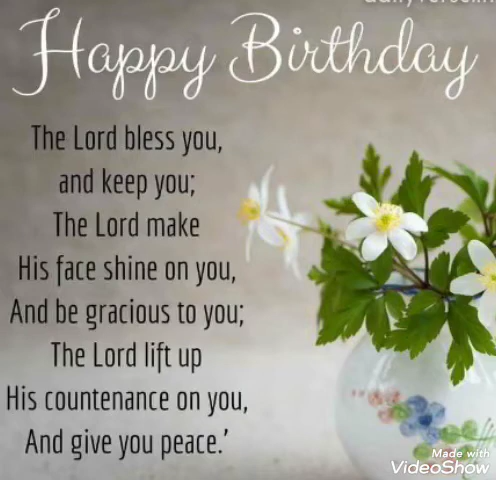 Happy Birthday
The Lord bless you,
and keep you;
The Lord make
His face shine on you,
And be gracious to you;
The Lord lift up
His countenance on you,
And give you peace.'
Made with
VideoShow